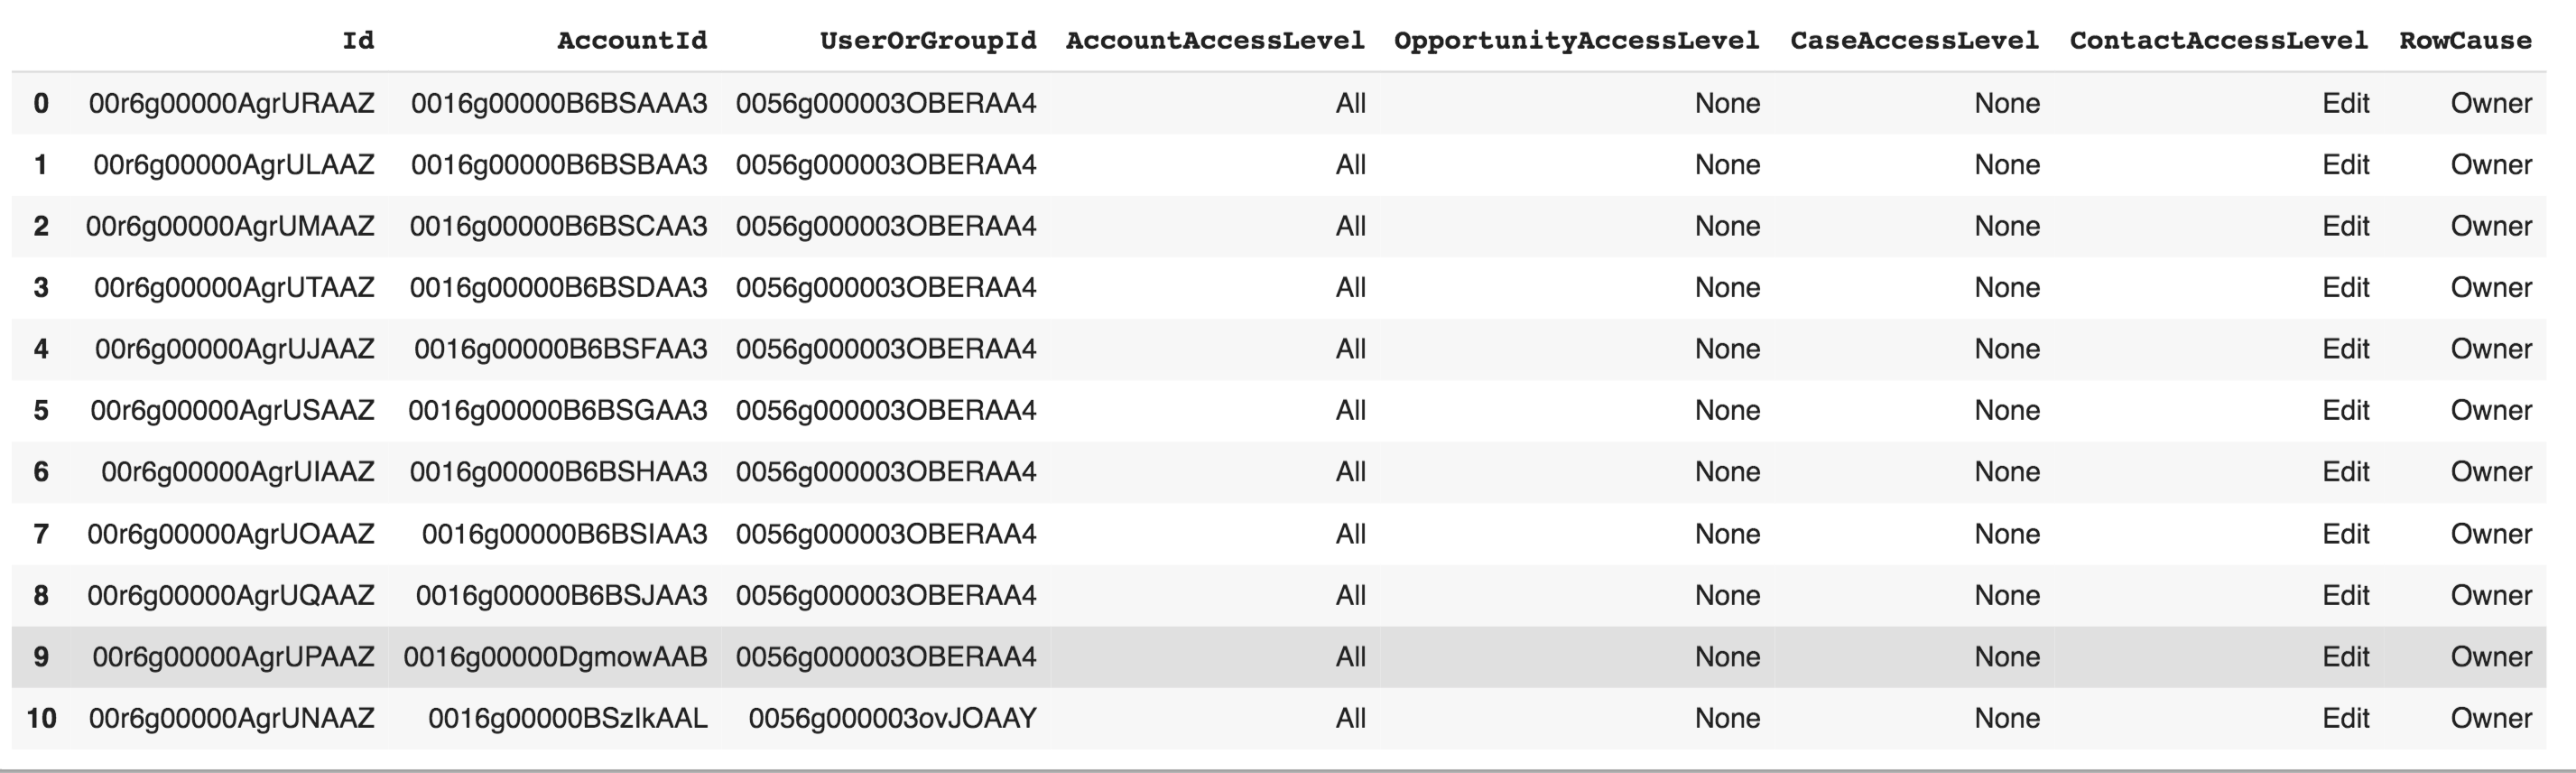 Id AccountId UserOrGroupId AccountAccessLevel OpportunityAccessLevel CaseAccessLevel ContactAccessLevel RowCause
0 00r6g00000AgrURAAZ 0016g00000B6BSAAA3 0056g000003OBERAA4 All None None Edit Owner
1 00r6g00000AgrULAAZ 0016g00000B6BSBAA3 0056g000003OBERAA4 All None None Edit Owner
2 00r6g00000AgrUMAAZ 0016g00000B6BSCAA3 0056g000003OBERAA4 All None None Edit Owner
3 00r6g00000AgrUTAAZ 0016g00000B6BSDAA3 0056g000003OBERAA4 All None None Edit Owner
4 00r6g00000AgrUJAAZ 0016g00000B6BSFAA3 0056g000003OBERAA4 All None None Edit Owner
5 00r6g00000AgrUSAAZ 0016g00000B6BSGAA3 0056g000003OBERAA4 All None None Edit Owner
6 00r6g00000AgrUIAAZ 0016g00000B6BSHAA3 0056g000003OBERAA4 All None None Edit Owner
7 00r6g00000AgrUOAAZ 0016g00000B6BSIAA3 0056g000003OBERAA4 All None None Edit Owner
8 00r6g00000AgrUQAAZ 0016g00000B6BSJAA3 0056g000003OBERAA4 All None None Edit Owner
9 00r6g00000AgrUPAAZ 0016g00000DgmowAAB 0056g000003OBERAA4 All None None Edit Owner
10 00r6g00000AgrUNAAZ 0016g00000BSzIkAAL 0056g000003ovJOAAY All None None Edit Owner